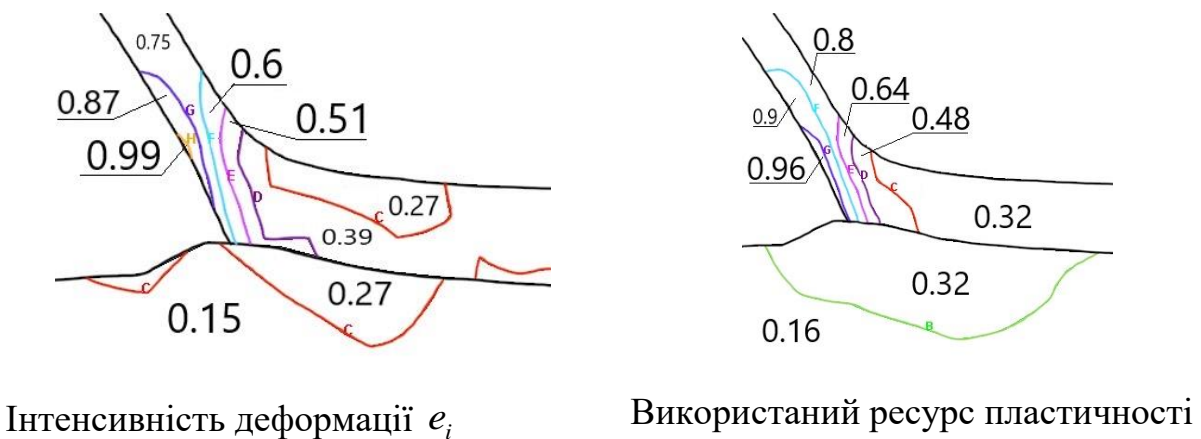 0.75
0.6
0.87
G
0.51
H
F
0.99
E
D
C
0.27
0.39
C
0.27
0.15
C
Інтенсивність деформації eᵢ
0.8
0.64
0.9
F
0.48
G
0.96
E
D
C
0.32
0.32
0.16
B
Використаний ресурс пластичності